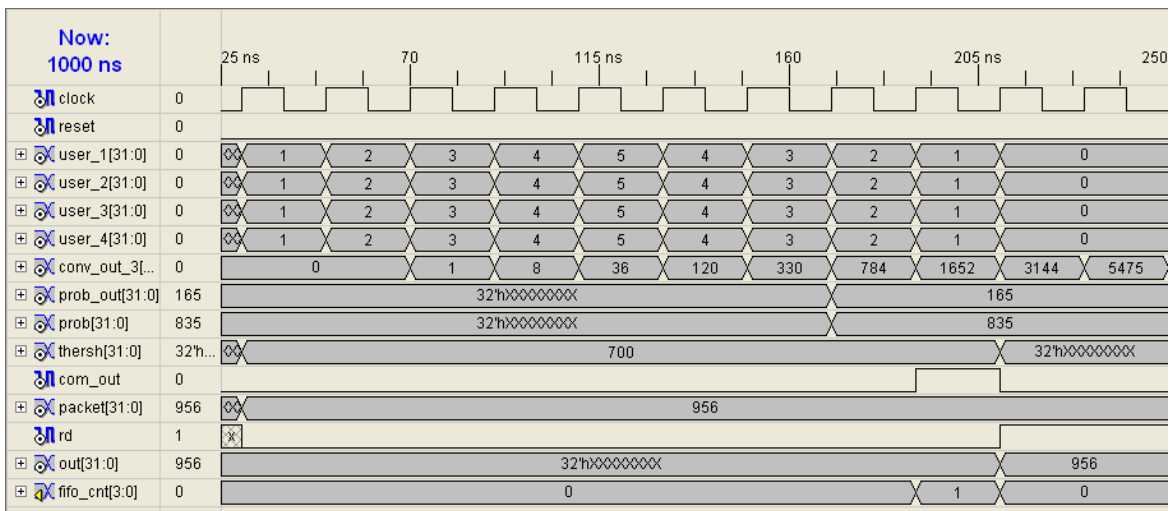 Now:
1000 ns
25 ns 70 115 ns 160 205 ns 250
clock 0
reset 0
user_1[31:0] 0 XX 1 2 3 4 5 4 3 2 1 0
user_2[31:0] 0 XX 1 2 3 4 5 4 3 2 1 0
user_3[31:0] 0 XX 1 2 3 4 5 4 3 2 1 0
user_4[31:0] 0 XX 1 2 3 4 5 4 3 2 1 0
conv_out_3[... 0 0 1 8 36 120 330 784 1652 3144 5475
prob_out[31:0] 165 32'hXXXXXXXX 165
prob[31:0] 835 32'hXXXXXXXX 835
thersh[31:0] 32'h... XX 700 32'hXXXXXXXX
com_out 0
packet[31:0] 956 XX 956
rd 1 X
out[31:0] 956 32'hXXXXXXXX 956
fifo_cnt[3:0] 0 0 1 0